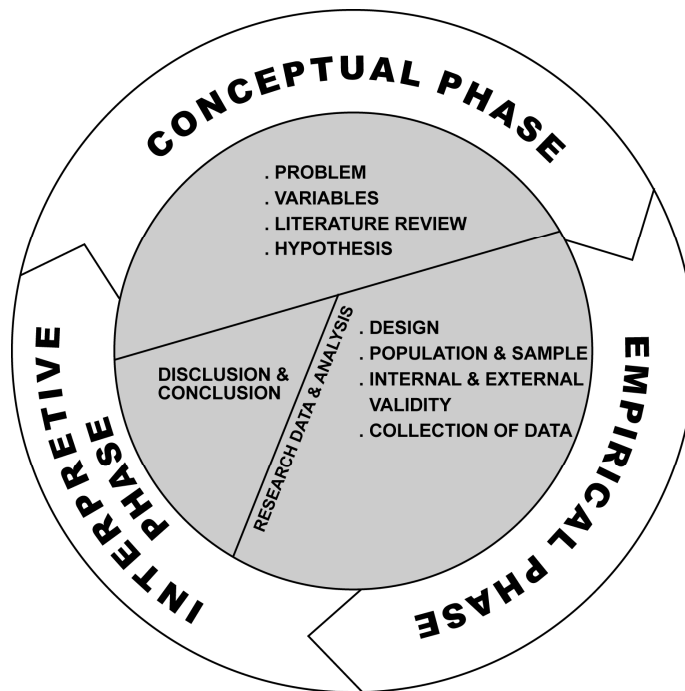 CONCEPTUAL PHASE
. PROBLEM
. VARIABLES
. LITERATURE REVIEW
. HYPOTHESIS
EMPIRICAL PHASE
. DESIGN
. POPULATION & SAMPLE
. INTERNAL & EXTERNAL
VALIDITY
. COLLECTION OF DATA
RESEARCH DATA & ANALYSIS
INTERPRETIVE
PHASE
DISCLUSION &
CONCLUSION